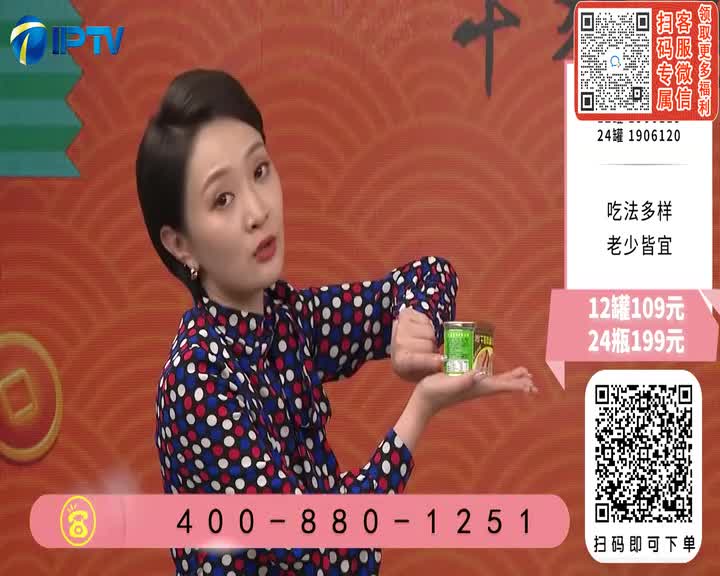 IPTV
十
扫码专属
客服微信
领取更多福利
24罐 1906120
吃法多样
老少皆宜
12罐109元
24瓶199元
400-880-1251
扫码即可下单